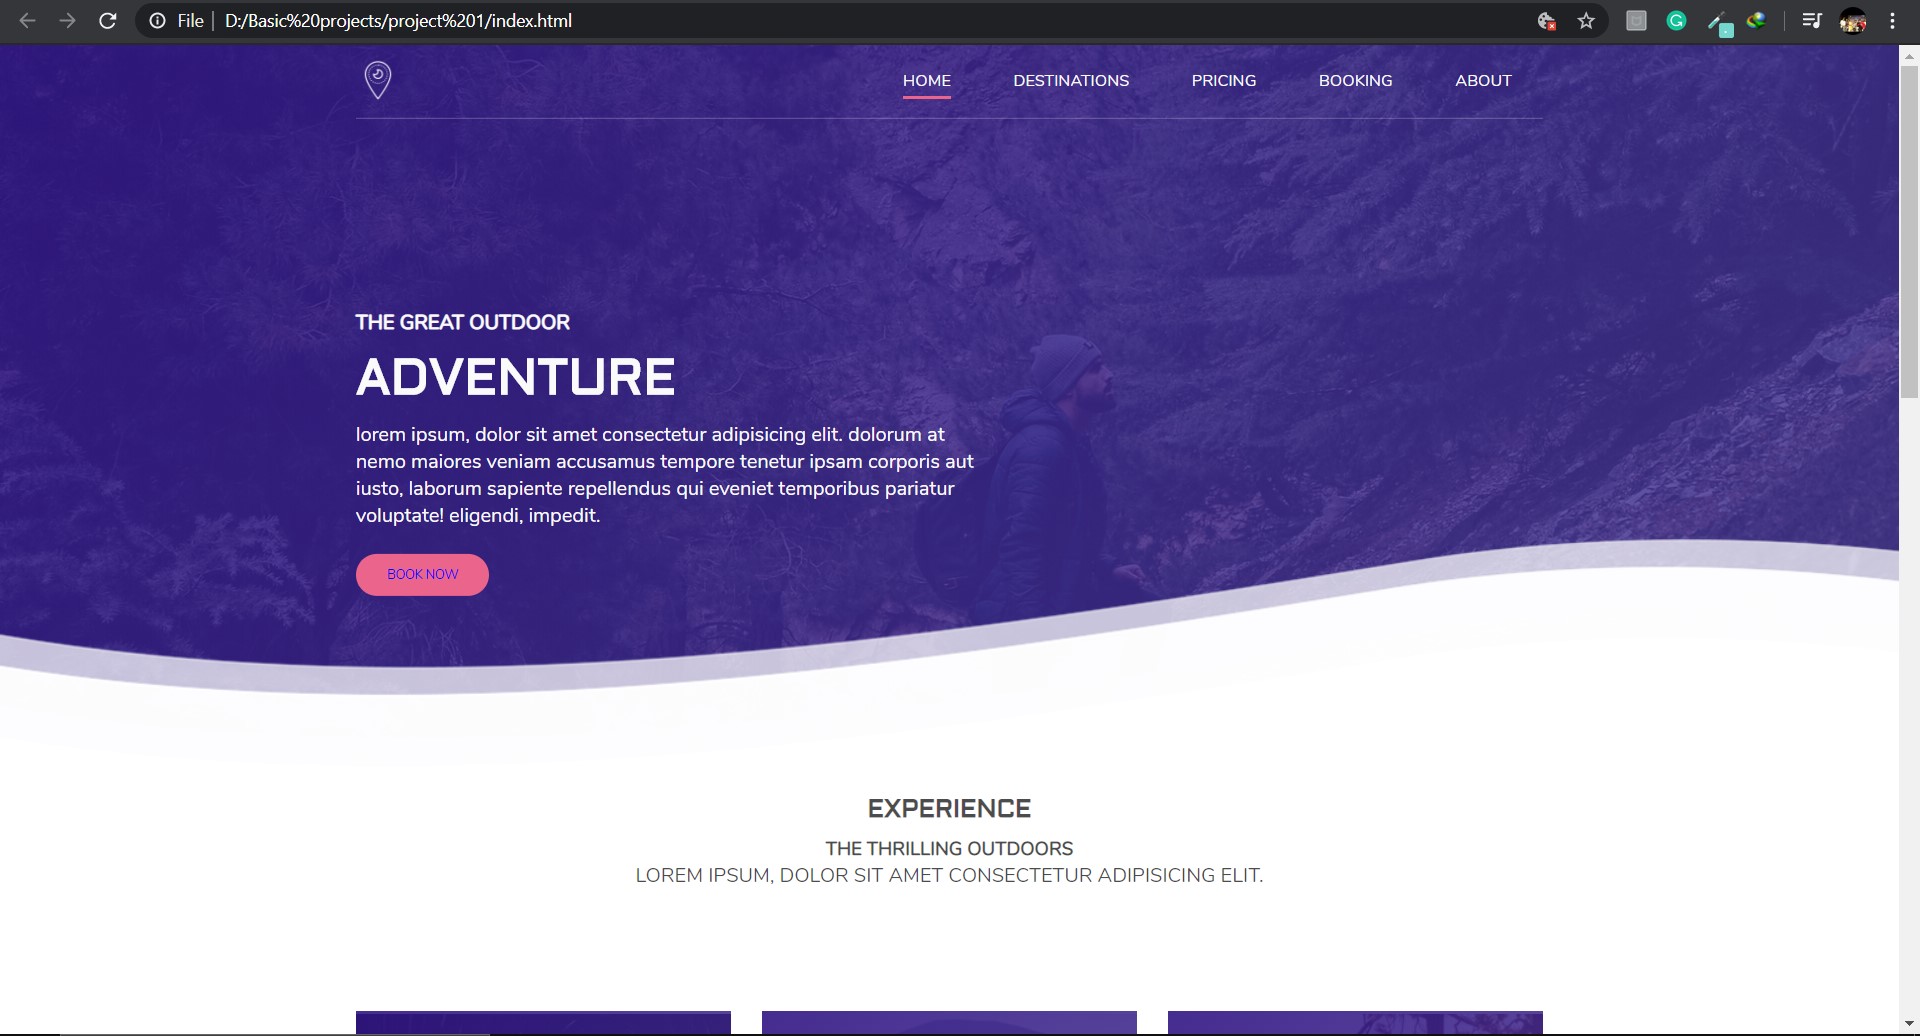 File
D:/Basic%20projects/project%201/index.html
HOME DESTINATIONS PRICING BOOKING ABOUT
THE GREAT OUTDOOR
ADVENTURE
lorem ipsum, dolor sit amet consectetur adipisicing elit. dolorum at
nemo maiores veniam accusamus tempore tenetur ipsam corporis aut
iusto, laborum sapiente repellendus qui eveniet temporibus pariatur
voluptate! eligendi, impedit.
BOOK NOW
EXPERIENCE
THE THRILLING OUTDOORS
LOREM IPSUM, DOLOR SIT AMET CONSECTETUR ADIPISICING ELIT.